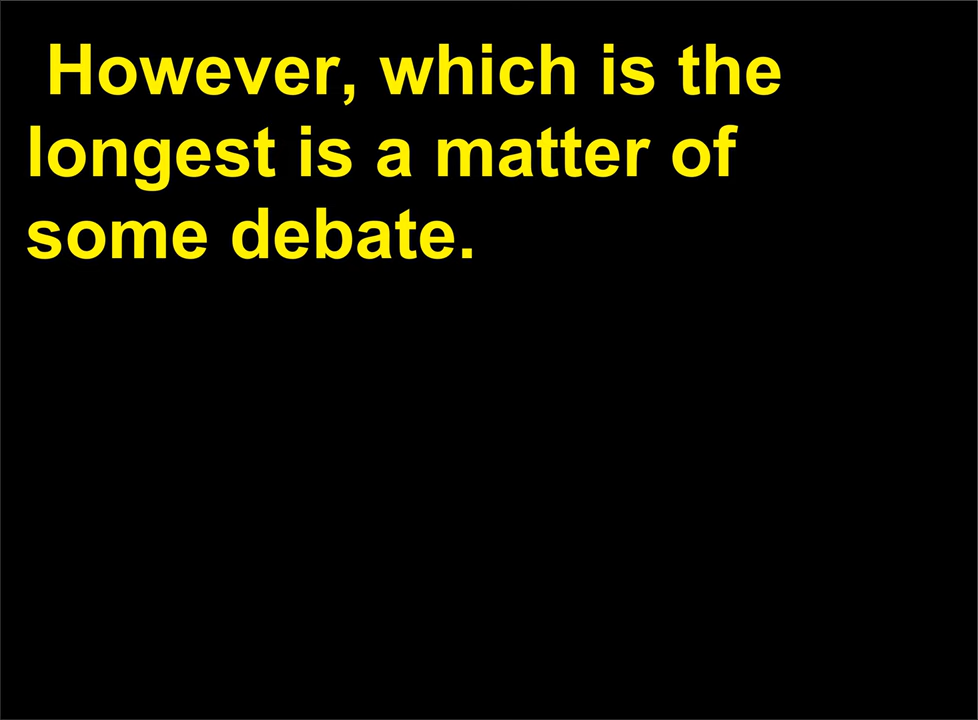 However, which is the
longest is a matter of
some debate.